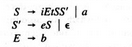 S → iEtSS' | a
S' → eS | ϵ
E → b